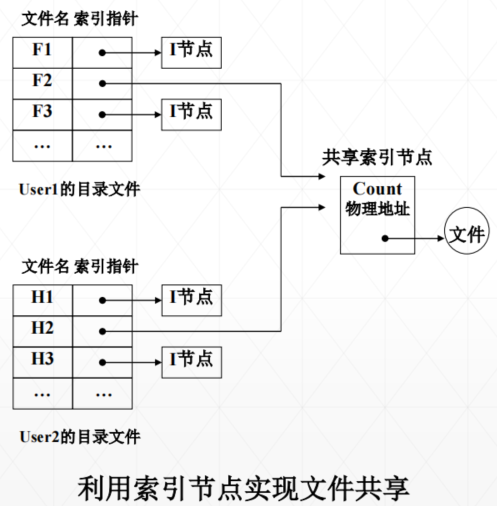 文件名 索引指针
F1 I节点
F2
F3 I节点
… …
User1的目录文件
共享索引节点
Count
物理地址
文件
文件名 索引指针
H1 I节点
H2
H3 I节点
… …
User2的目录文件
利用索引节点实现文件共享